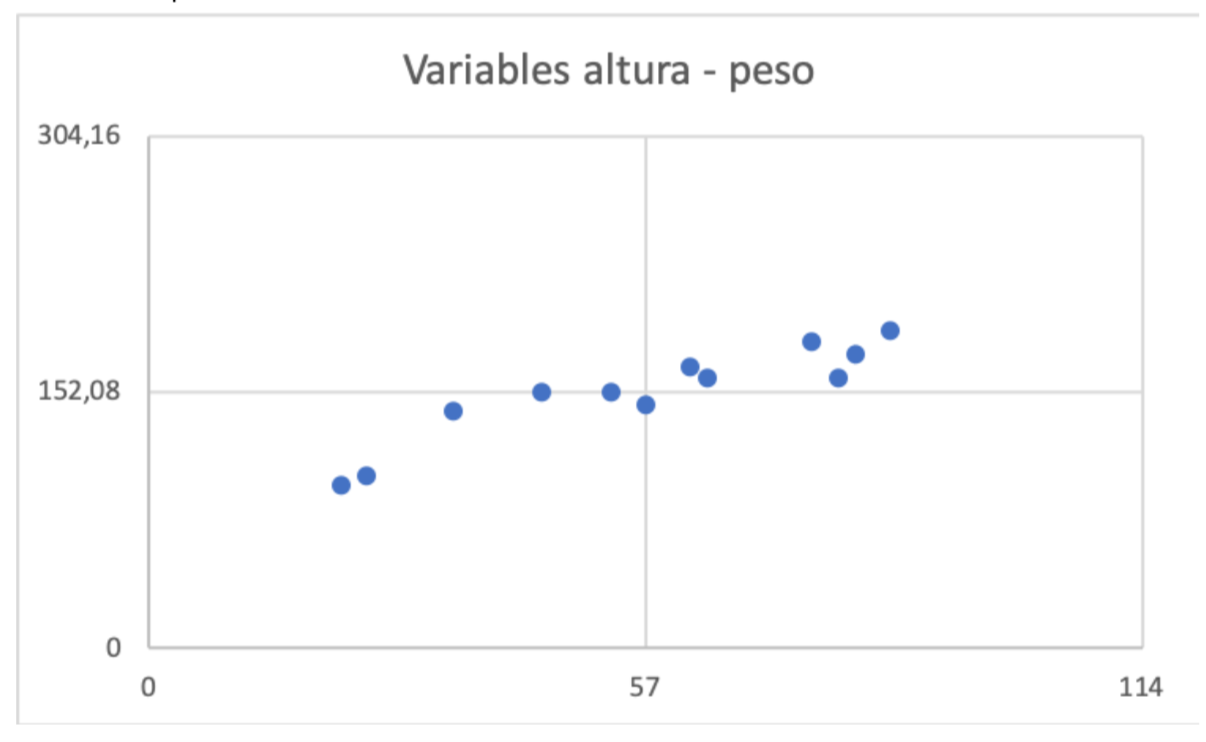 Variables altura - peso
304,16
152,08
0
0 57 114